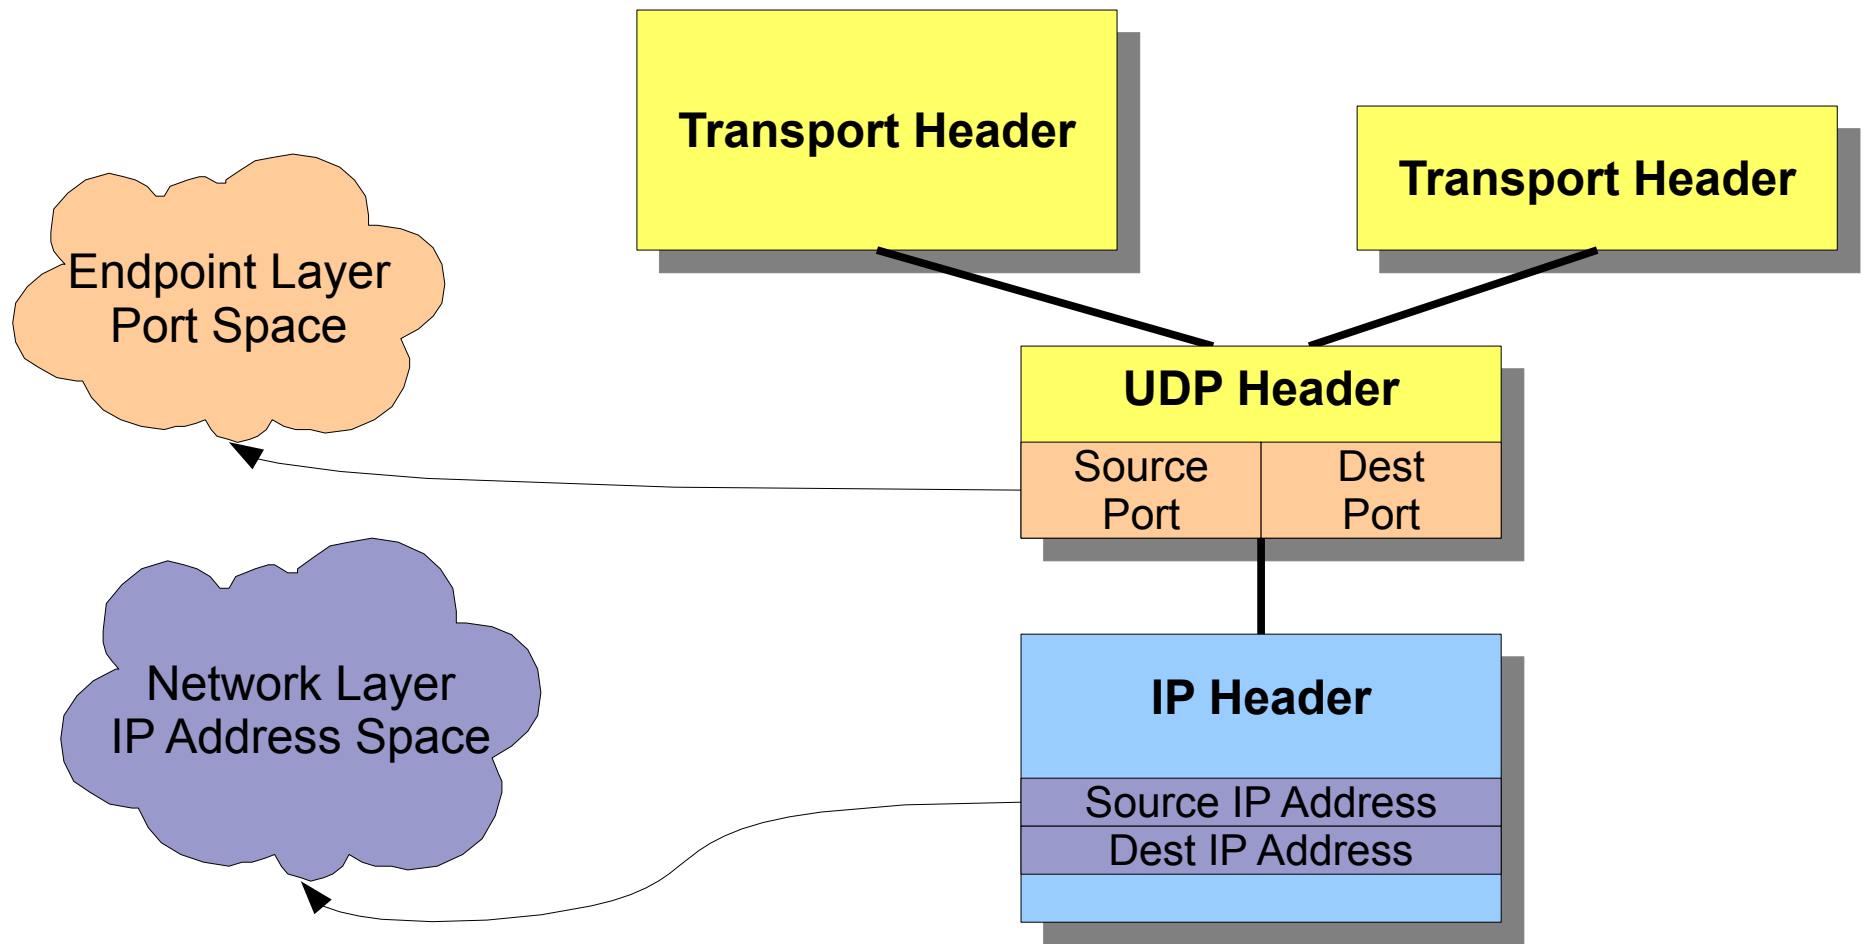 Transport Header
Transport Header
Endpoint Layer
Port Space
UDP Header
Source
Port
Dest
Port
Network Layer
IP Address Space
IP Header
Source IP Address
Dest IP Address